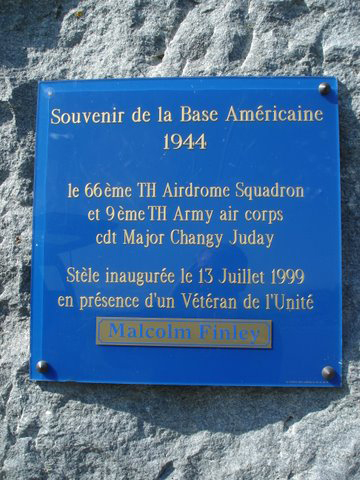 Souvenir de la Base Américaine
1944
le 66ème TH Airdrome Squadron
et 9ème TH Army air corps
cdt Major Changy Juday
Stèle inaugurée le 13 Juillet 1999
en présence d'un Vétéran de l'Unité
Malcolm Finley